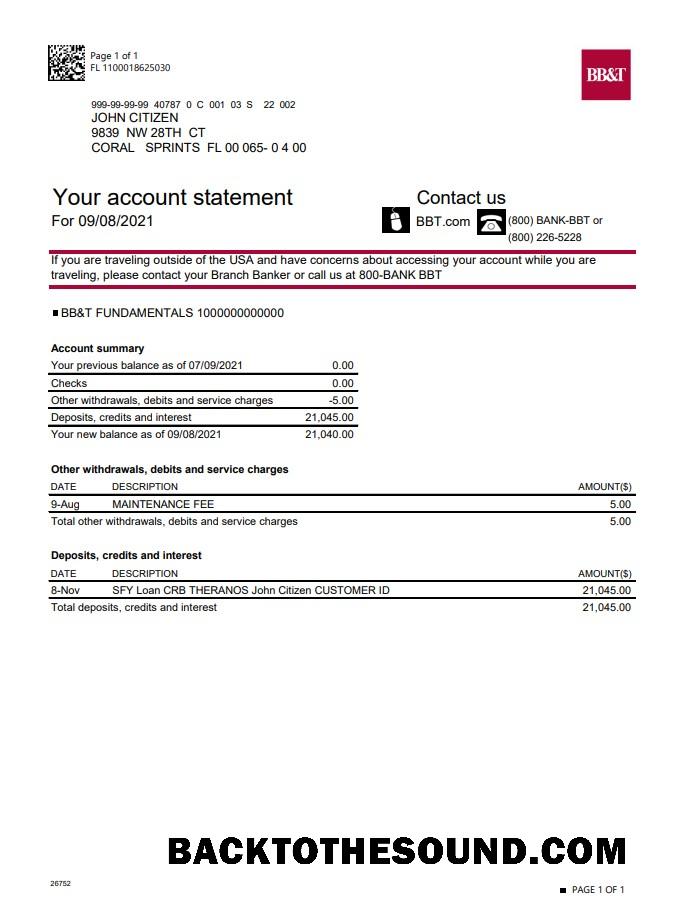 Page 1 of 1
FL 1100018625030
BB&T
999-99-99-99 40787 0 C 001 03 S 22 002
JOHN CITIZEN
9839 NW 28TH CT
CORAL SPRINTS FL 00 065- 0 4 00
Your account statement
For 09/08/2021
Contact us
BBT.com
(800) BANK-BBT or
(800) 226-5228
If you are traveling outside of the USA and have concerns about accessing your account while you are
traveling, please contact your Branch Banker or call us at 800-BANK BBT
BB&T FUNDAMENTALS 1000000000000
Account summary
Your previous balance as of 07/09/2021 0.00
Checks 0.00
Other withdrawals, debits and service charges -5.00
Deposits, credits and interest 21,045.00
Your new balance as of 09/08/2021 21,040.00
Other withdrawals, debits and service charges
DATE DESCRIPTION AMOUNT($)
9-Aug MAINTENANCE FEE 5.00
Total other withdrawals, debits and service charges 5.00
Deposits, credits and interest
DATE DESCRIPTION AMOUNT($)
8-Nov SFY Loan CRB THERANOS John Citizen CUSTOMER ID 21,045.00
Total deposits, credits and interest 21,045.00
BACKTOTHESOUND.COM
26752
PAGE 1 OF 1